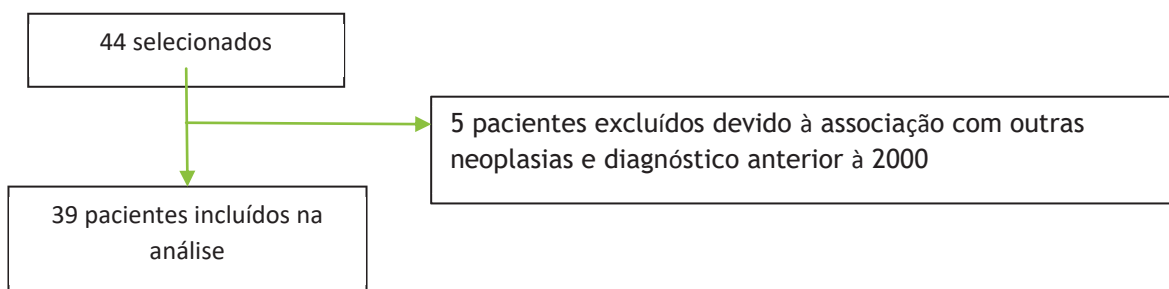 44 selecionados
5 pacientes excluídos devido à associação com outras
neoplasias e diagnóstico anterior à 2000
39 pacientes incluídos na
análise